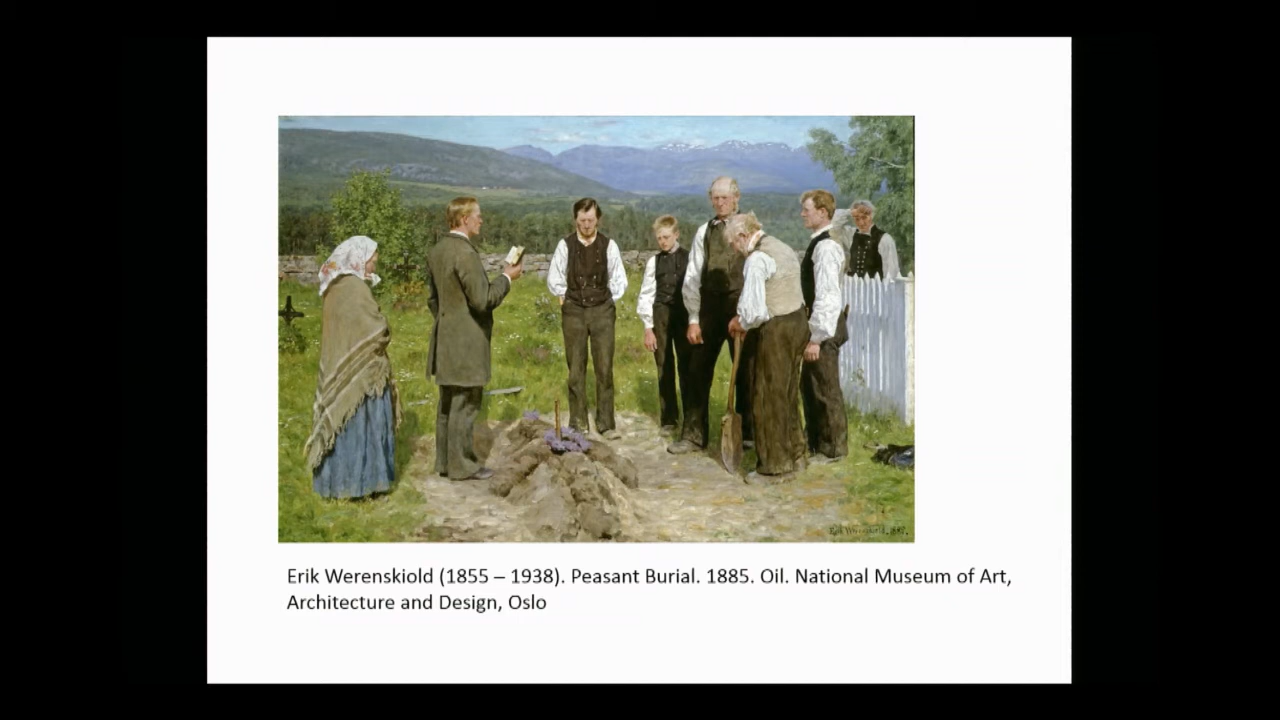 Erik Werenskiold (1855 – 1938). Peasant Burial. 1885. Oil. National Museum of Art,
Architecture and Design, Oslo